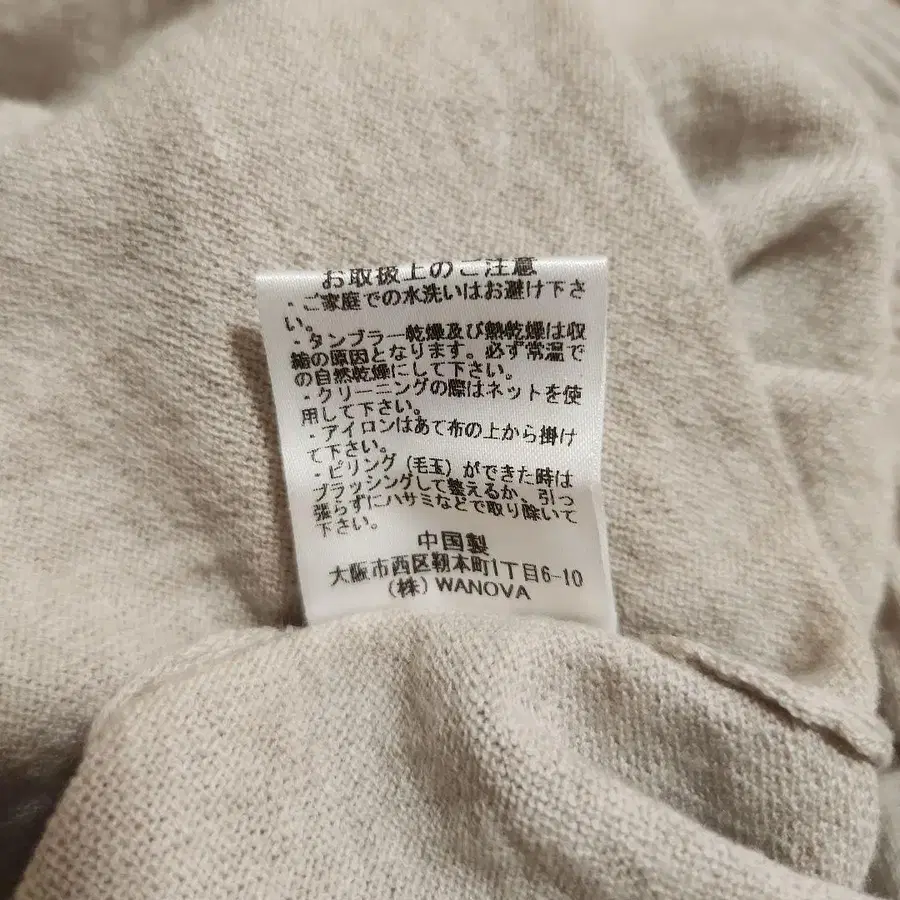 お取扱上のご注意
・ご家庭での水洗いはお避け下さ
い。
・タンブラー乾燥及び熱乾燥は収
縮の原因となります。必ず常温で
の自然乾燥にして下さい。
・クリーニングの際はネットを使
用して下さい。
・アイロンはあて布の上から掛け
て下さい。
・ピリング(毛玉)ができた時は
ブラッシングして整えるか、引っ
張らずにハサミなどで取り除いて
下さい。
中国製
大阪市西区靭本町1丁目6-10
(株) WANOVA